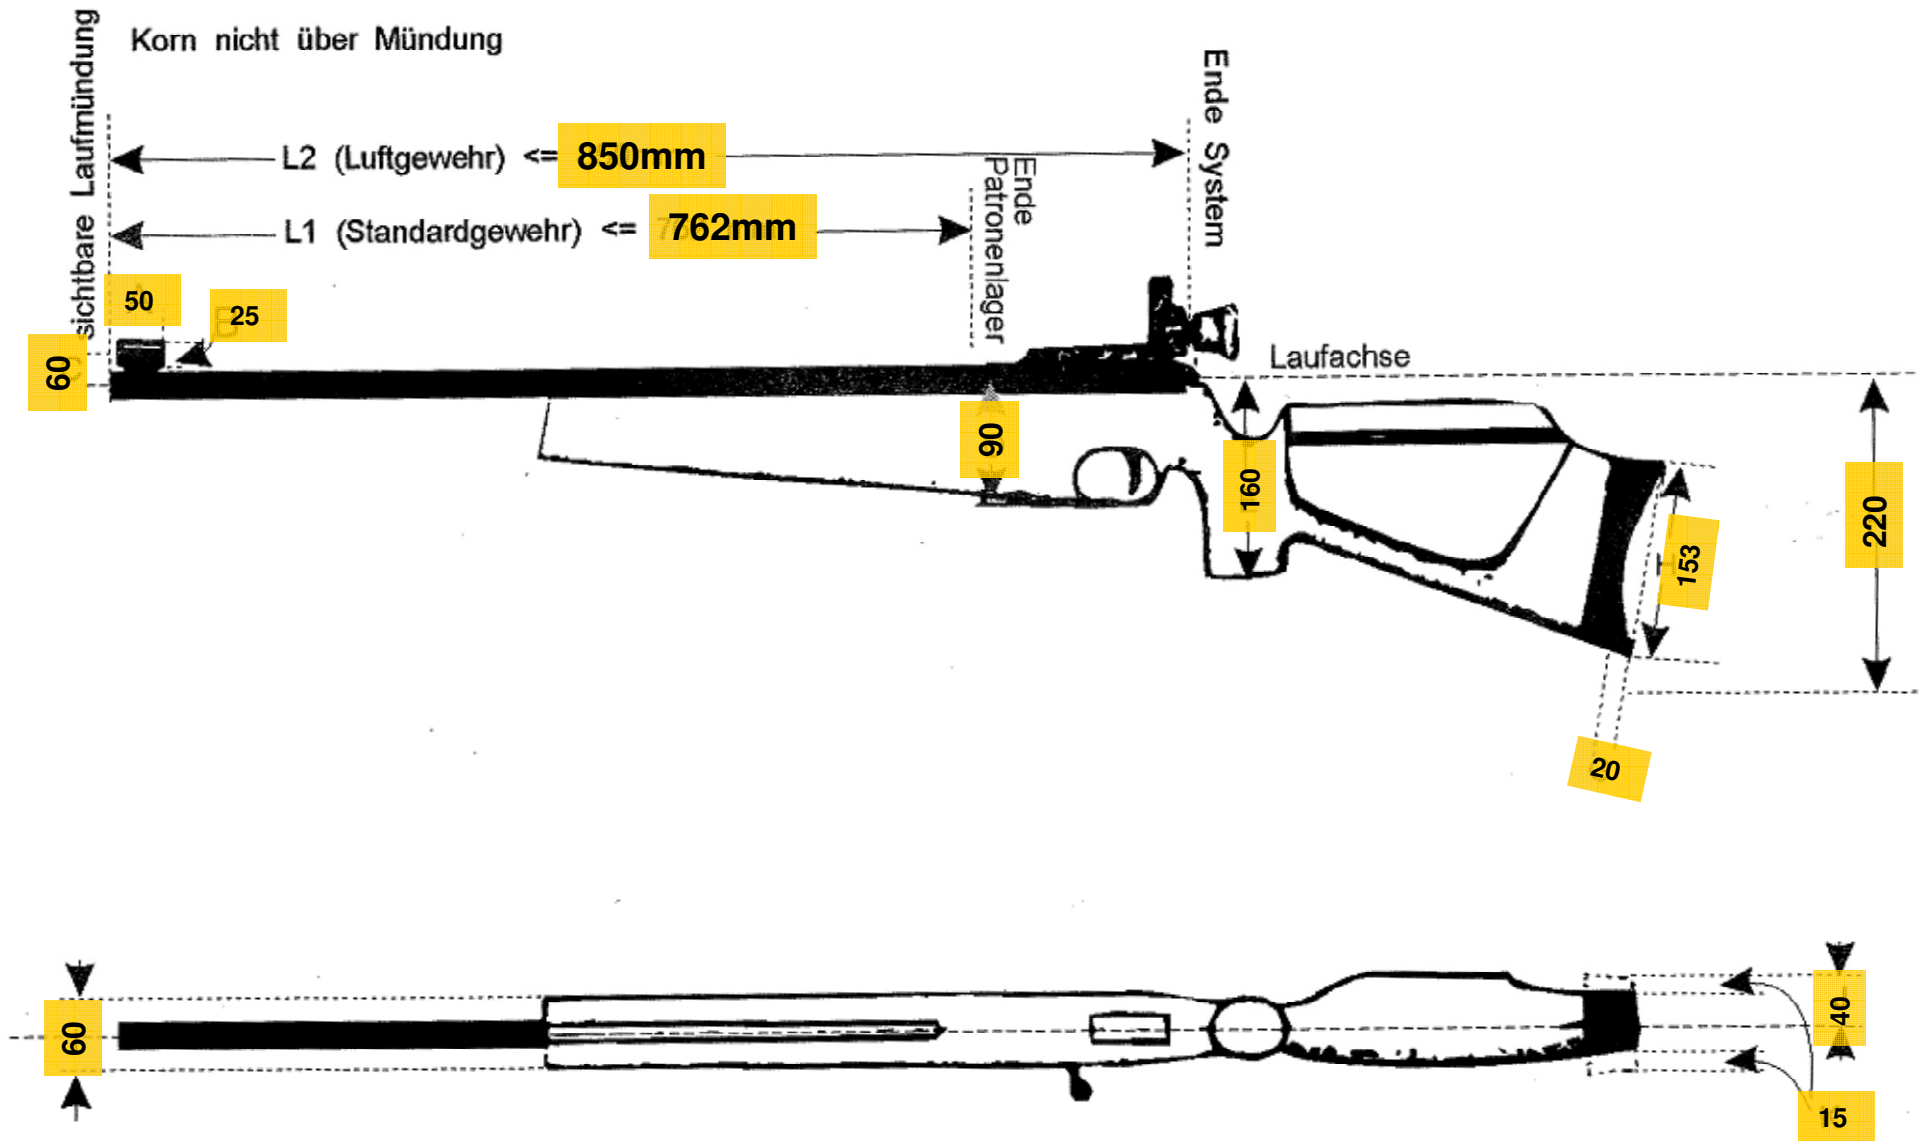 Korn nicht über Mündung
sichtbare Laufmündung
Ende System
L2 (Luftgewehr) <= 850mm
Ende
Patronenlager
L1 (Standardgewehr) <= 762mm
50
25
60
Laufachse
90
160
220
153
20
60
40
15